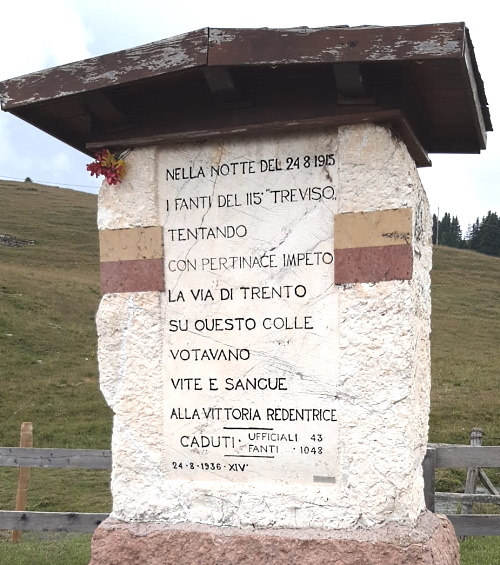 NELLA NOTTE DEL 24 8 1915
I FANTI DEL 115° "TREVISO"
TENTANDO
CON PERTINACE IMPETO
LA VIA DI TRENTO
SU QUESTO COLLE
VOTAVANO
VITE E SANGUE
ALLA VITTORIA REDENTRICE
CADUTI · UFFICIALI 43
FANTI · 1048
24 · 8 · 1936 · XIV°